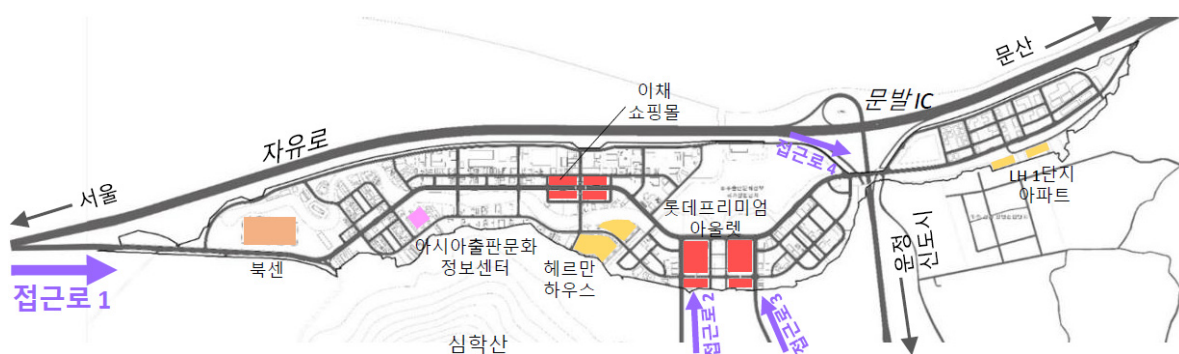 문산
이채
쇼핑몰
문발 IC
자유로
접근로 4
서울
LH 1단지
아파트
롯데프리미엄
아울렛
아시아출판문화
정보센터
운정
신도시
북센
헤르만
하우스
접근로 1
접근로 2
접근로 3
심학산